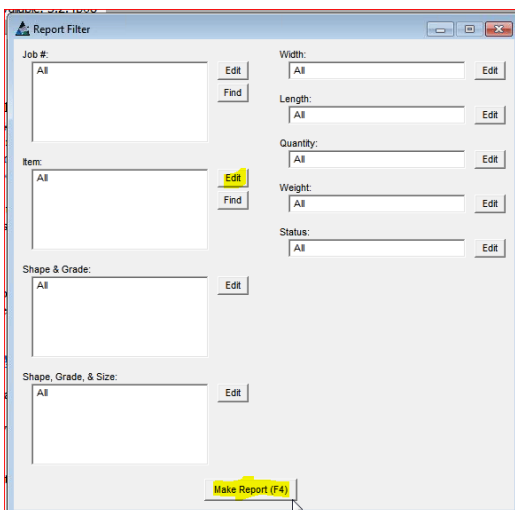 Report Filter
Job #:
All
Edit
Find
Item:
All
Edit
Find
Shape & Grade:
All
Edit
Shape, Grade, & Size:
All
Edit
Width:
All
Edit
Length:
All
Edit
Quantity:
All
Edit
Weight:
All
Edit
Status:
All
Edit
Make Report (F4)